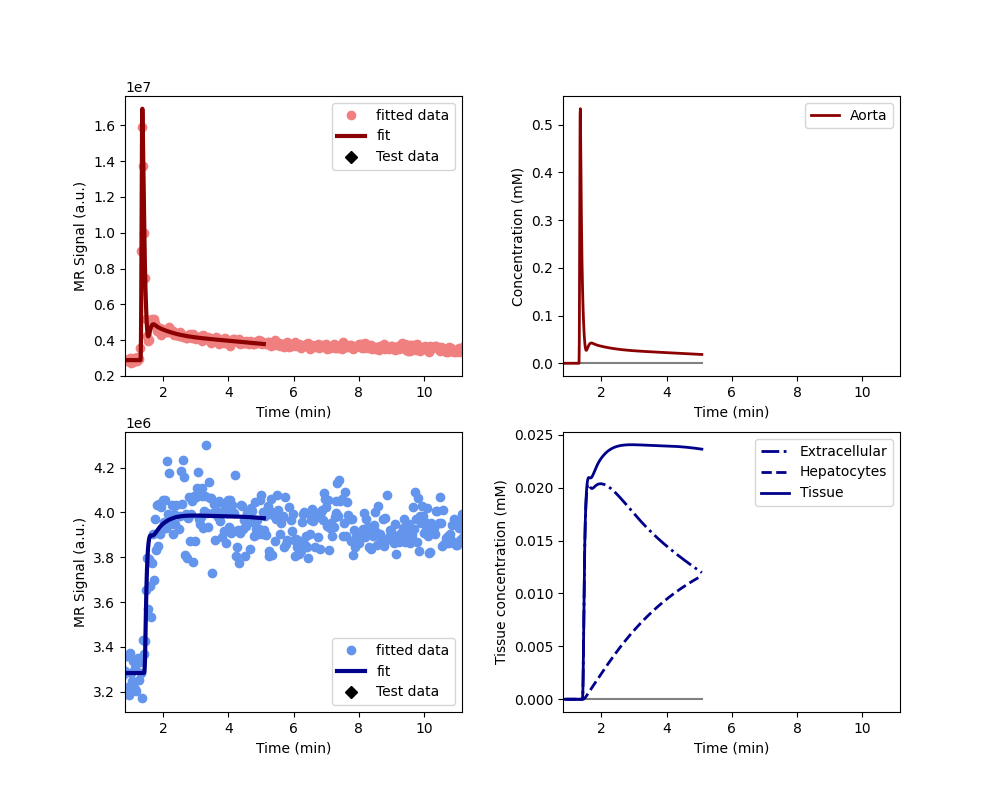 1e7
MR Signal (a.u.)
1.6
1.4
1.2
1.0
0.8
0.6
0.4
0.2
2 4 6 8 10
Time (min)
fitted data
fit
Test data
Concentration (mM)
0.5
0.4
0.3
0.2
0.1
0.0
2 4 6 8 10
Time (min)
Aorta
1e6
MR Signal (a.u.)
4.2
4.0
3.8
3.6
3.4
3.2
2 4 6 8 10
Time (min)
fitted data
fit
Test data
Tissue concentration (mM)
0.025
0.020
0.015
0.010
0.005
0.000
2 4 6 8 10
Time (min)
Extracellular
Hepatocytes
Tissue